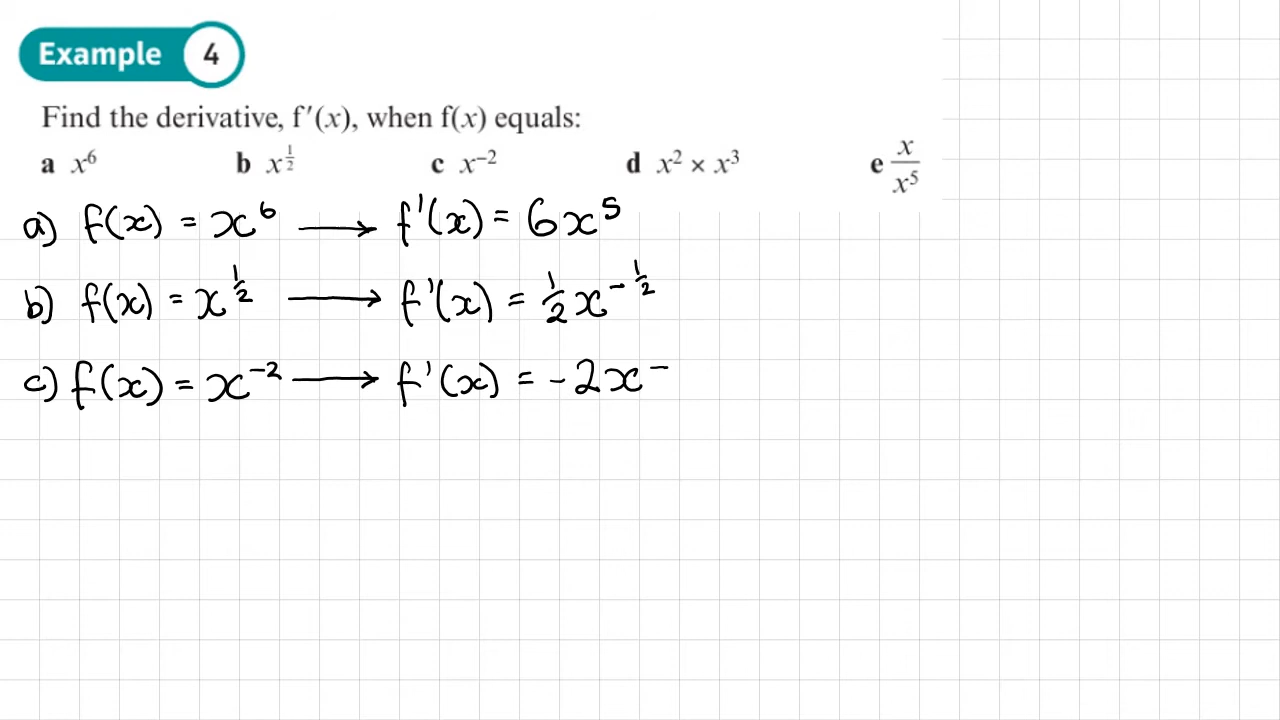 Example 4
Find the derivative, f′(x), when f(x) equals:
a x⁶ b x^½ c x⁻² d x² × x³ e x/x⁵
a) f(x) = x⁶ → f'(x) = 6x⁵
b) f(x) = x^½ → f'(x) = ½x^-½
c) f(x) = x⁻² → f'(x) = -2x⁻